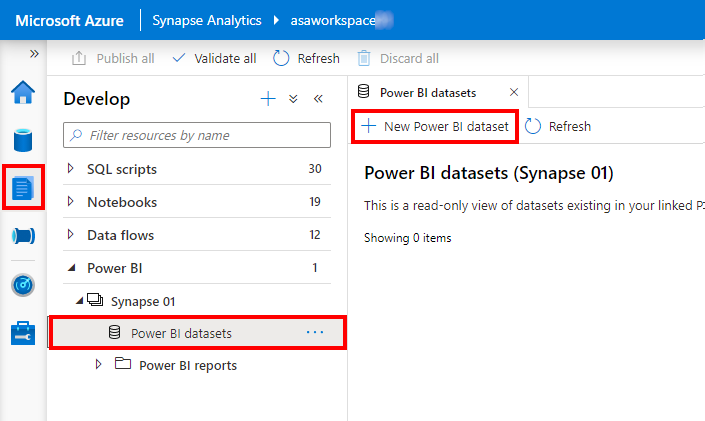 Microsoft Azure Synapse Analytics asaworkspace
Publish all Validate all Refresh Discard all
Develop
Filter resources by name
SQL scripts 30
Notebooks 19
Data flows 12
Power BI 1
Synapse 01
Power BI datasets
Power BI reports
Power BI datasets
New Power BI dataset Refresh
Power BI datasets (Synapse 01)
This is a read-only view of datasets existing in your linked
Showing 0 items